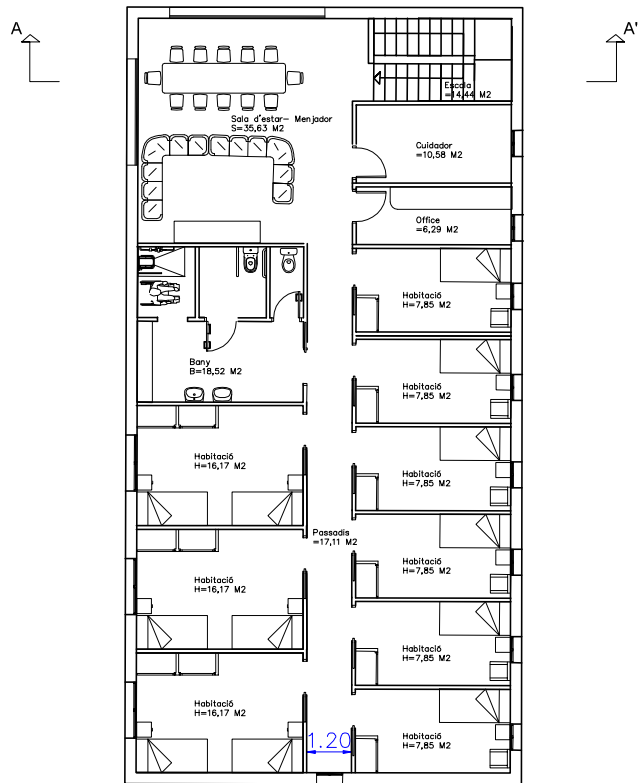 A
A'
Escala
=14,44 M2
Sala d'estar- Menjador
S=35,63 M2
Cuidador
=10,58 M2
Office
=6,29 M2
Habitació
H=7,85 M2
Bany
B=18,52 M2
Habitació
H=7,85 M2
Habitació
H=16,17 M2
Habitació
H=7,85 M2
Passadis
=17,11 M2
Habitació
H=7,85 M2
Habitació
H=16,17 M2
Habitació
H=7,85 M2
Habitació
H=16,17 M2
Habitació
H=7,85 M2
1.20